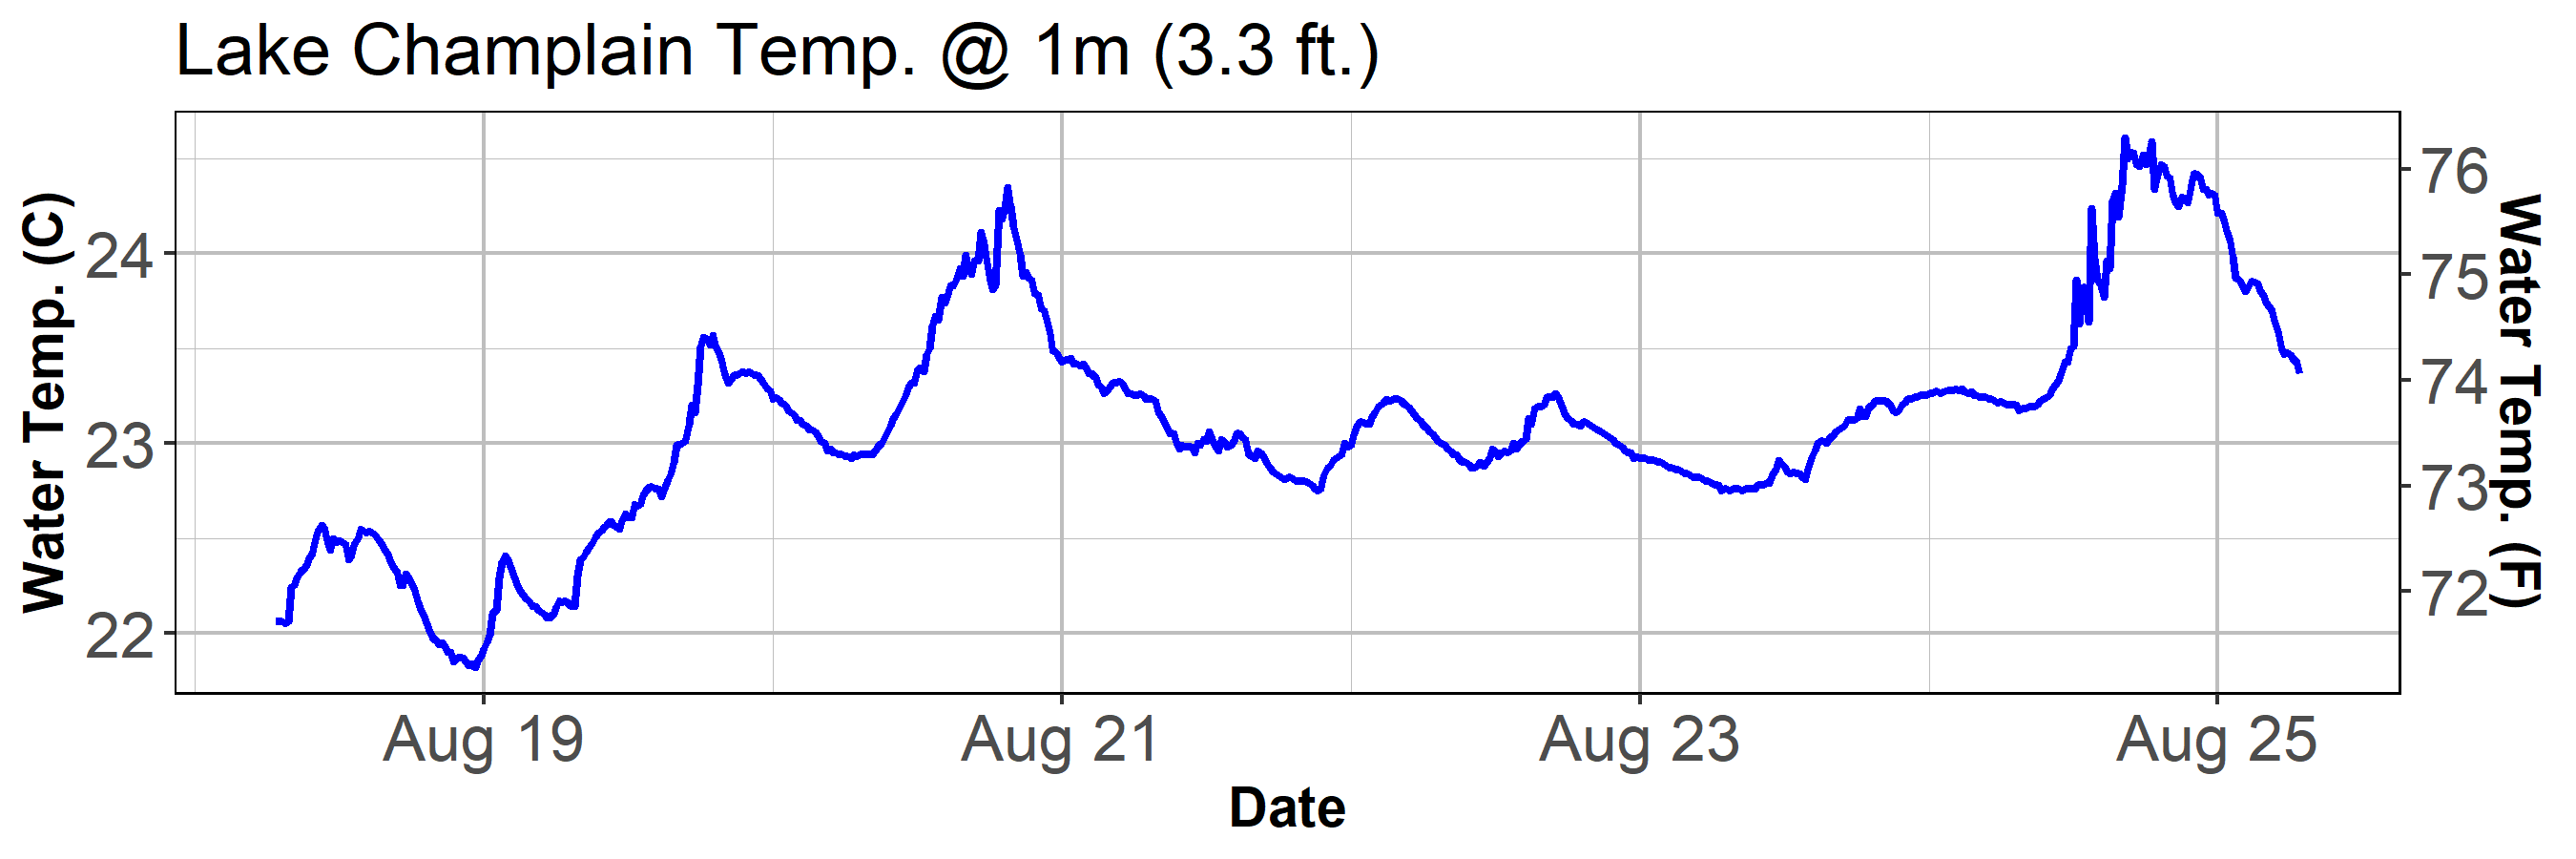 Lake Champlain Temp. @ 1m (3.3 ft.)
Water Temp. (C)
24
23
22
76
75
74
73
72
Water Temp. (F)
Aug 19
Aug 21
Aug 23
Aug 25
Date